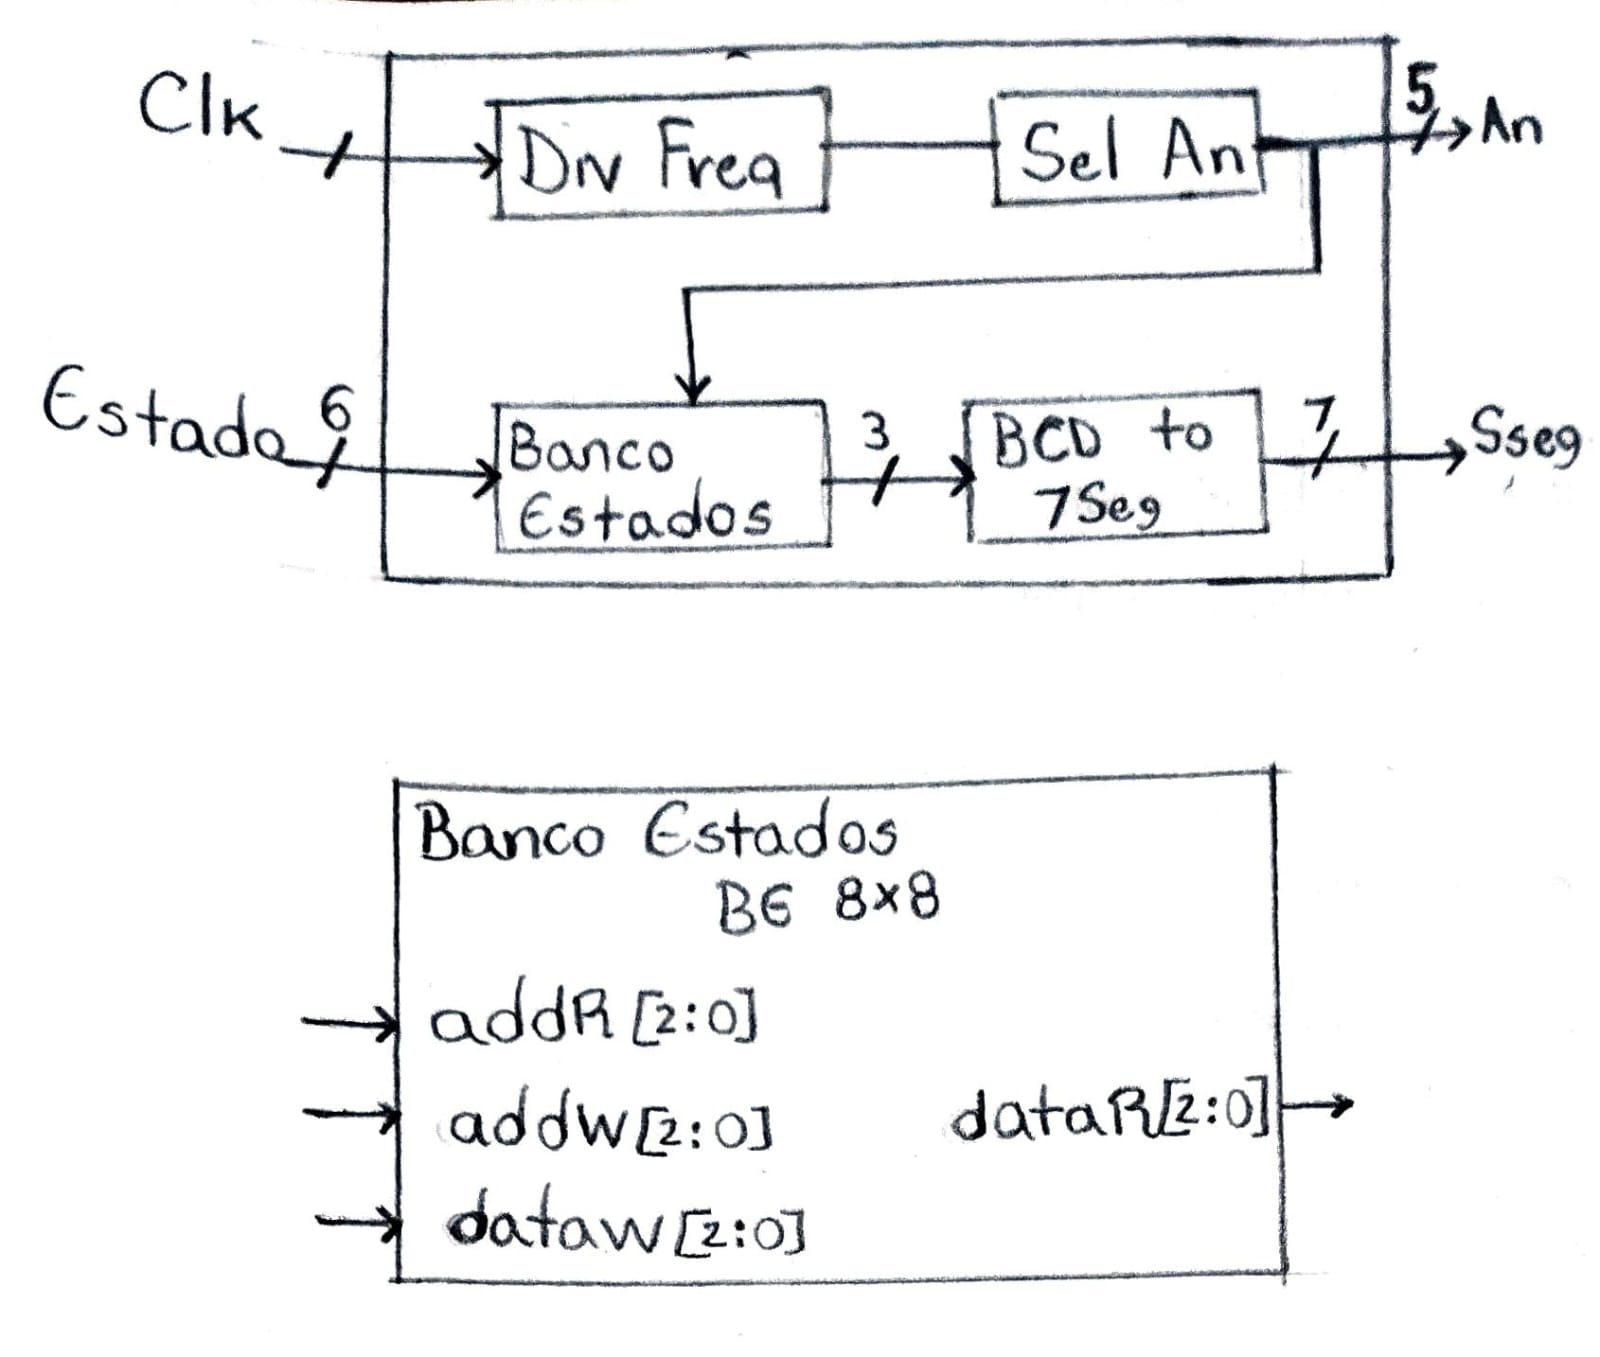 Clk
Div Freq
Sel An
5
An
Estado
6
Banco
Estados
3
BCD to
7Seg
7
Sseg
Banco Estados
BE 8x8
addR [2:0]
addW[2:0]
dataR[2:0]
dataW[2:0]